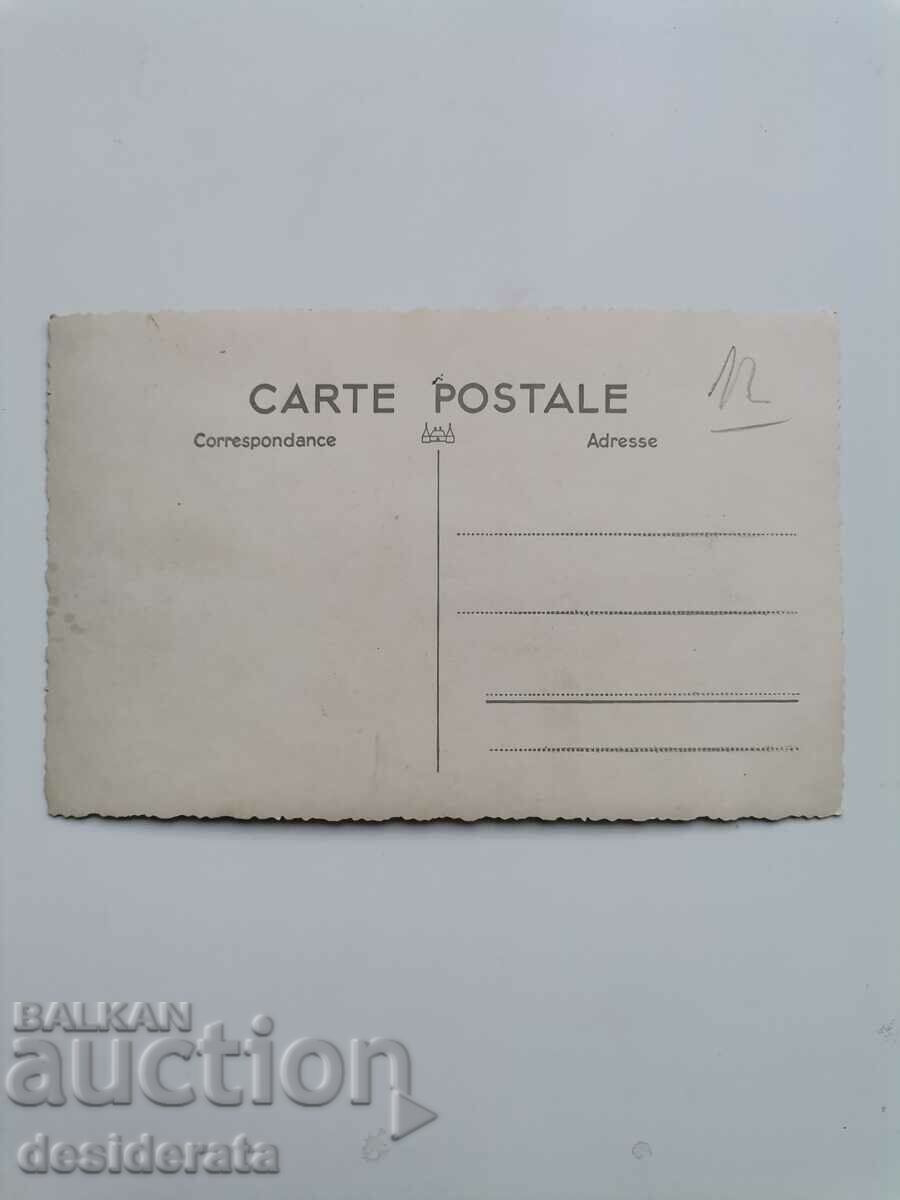 12
CARTE POSTALE
Correspondance Adresse
BALKAN
auction
desiderata